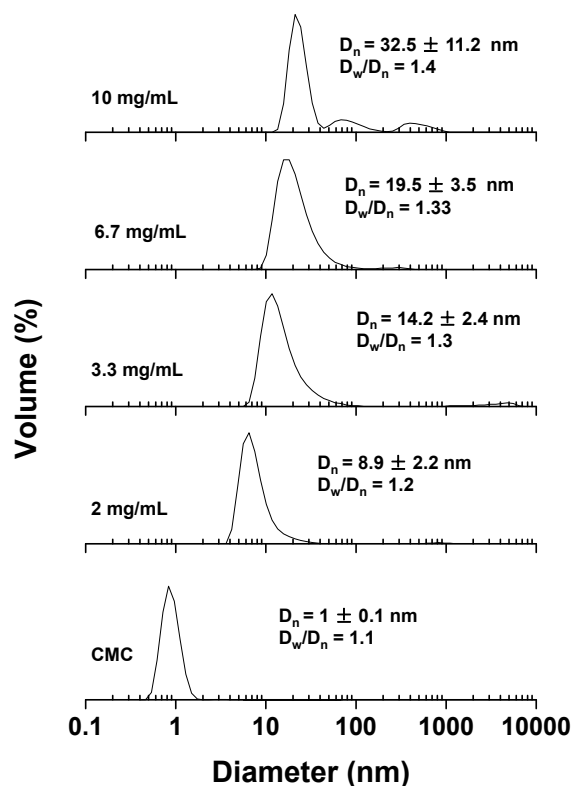 Dn = 32.5 ± 11.2 nm
Dw/Dn = 1.4
10 mg/mL
Dn = 19.5 ± 3.5 nm
Dw/Dn = 1.33
6.7 mg/mL
Dn = 14.2 ± 2.4 nm
Dw/Dn = 1.3
3.3 mg/mL
Dn = 8.9 ± 2.2 nm
Dw/Dn = 1.2
2 mg/mL
Dn = 1 ± 0.1 nm
Dw/Dn = 1.1
CMC
Volume (%)
0.1 1 10 100 1000 10000
Diameter (nm)